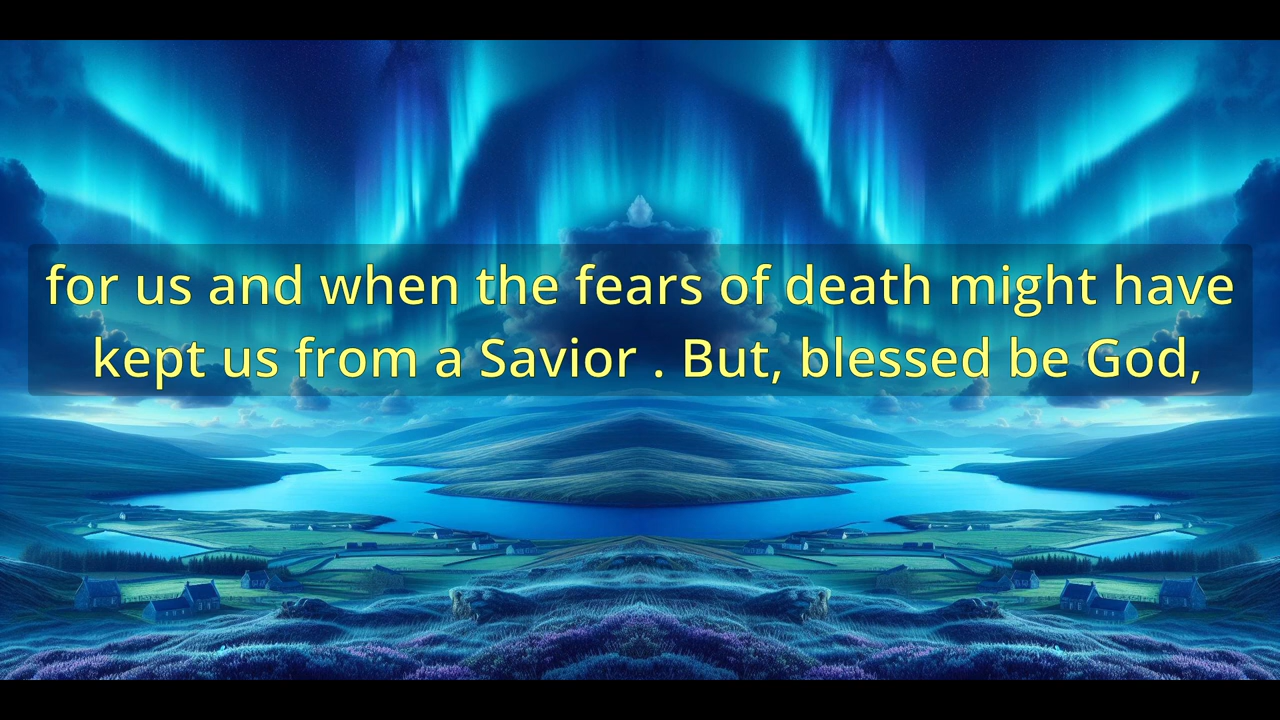 for us and when the fears of death might have
kept us from a Savior . But, blessed be God,